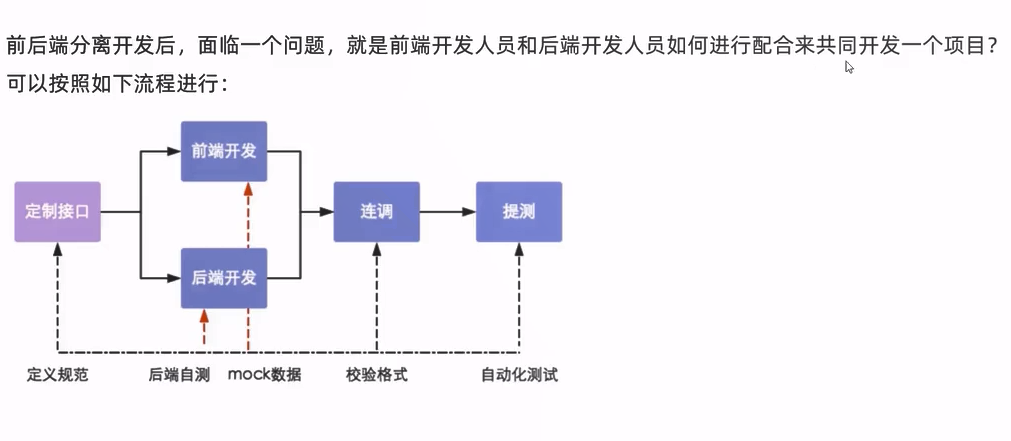 前后端分离开发后，面临一个问题，就是前端开发人员和后端开发人员如何进行配合来共同开发一个项目？
可以按照如下流程进行：
前端开发
定制接口
连调
提测
后端开发
定义规范
后端自测
mock数据
校验格式
自动化测试